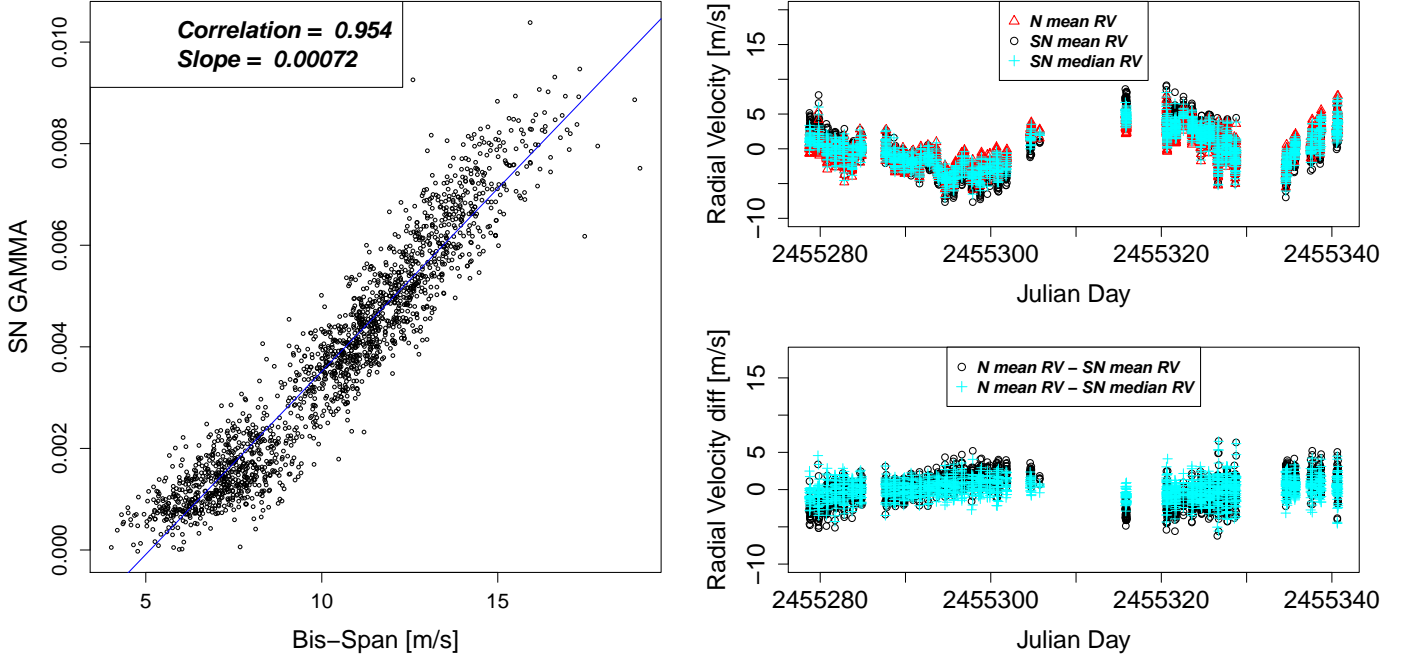 Correlation = 0.954
Slope = 0.00072
SN GAMMA
0.000
0.002
0.004
0.006
0.008
0.010
5
10
15
Bis−Span [m/s]
N mean RV
SN mean RV
SN median RV
Radial Velocity [m/s]
−10
0
5
15
2455280
2455300
2455320
2455340
Julian Day
N mean RV − SN mean RV
N mean RV − SN median RV
Radial Velocity diff [m/s]
−10
0
5
15
2455280
2455300
2455320
2455340
Julian Day